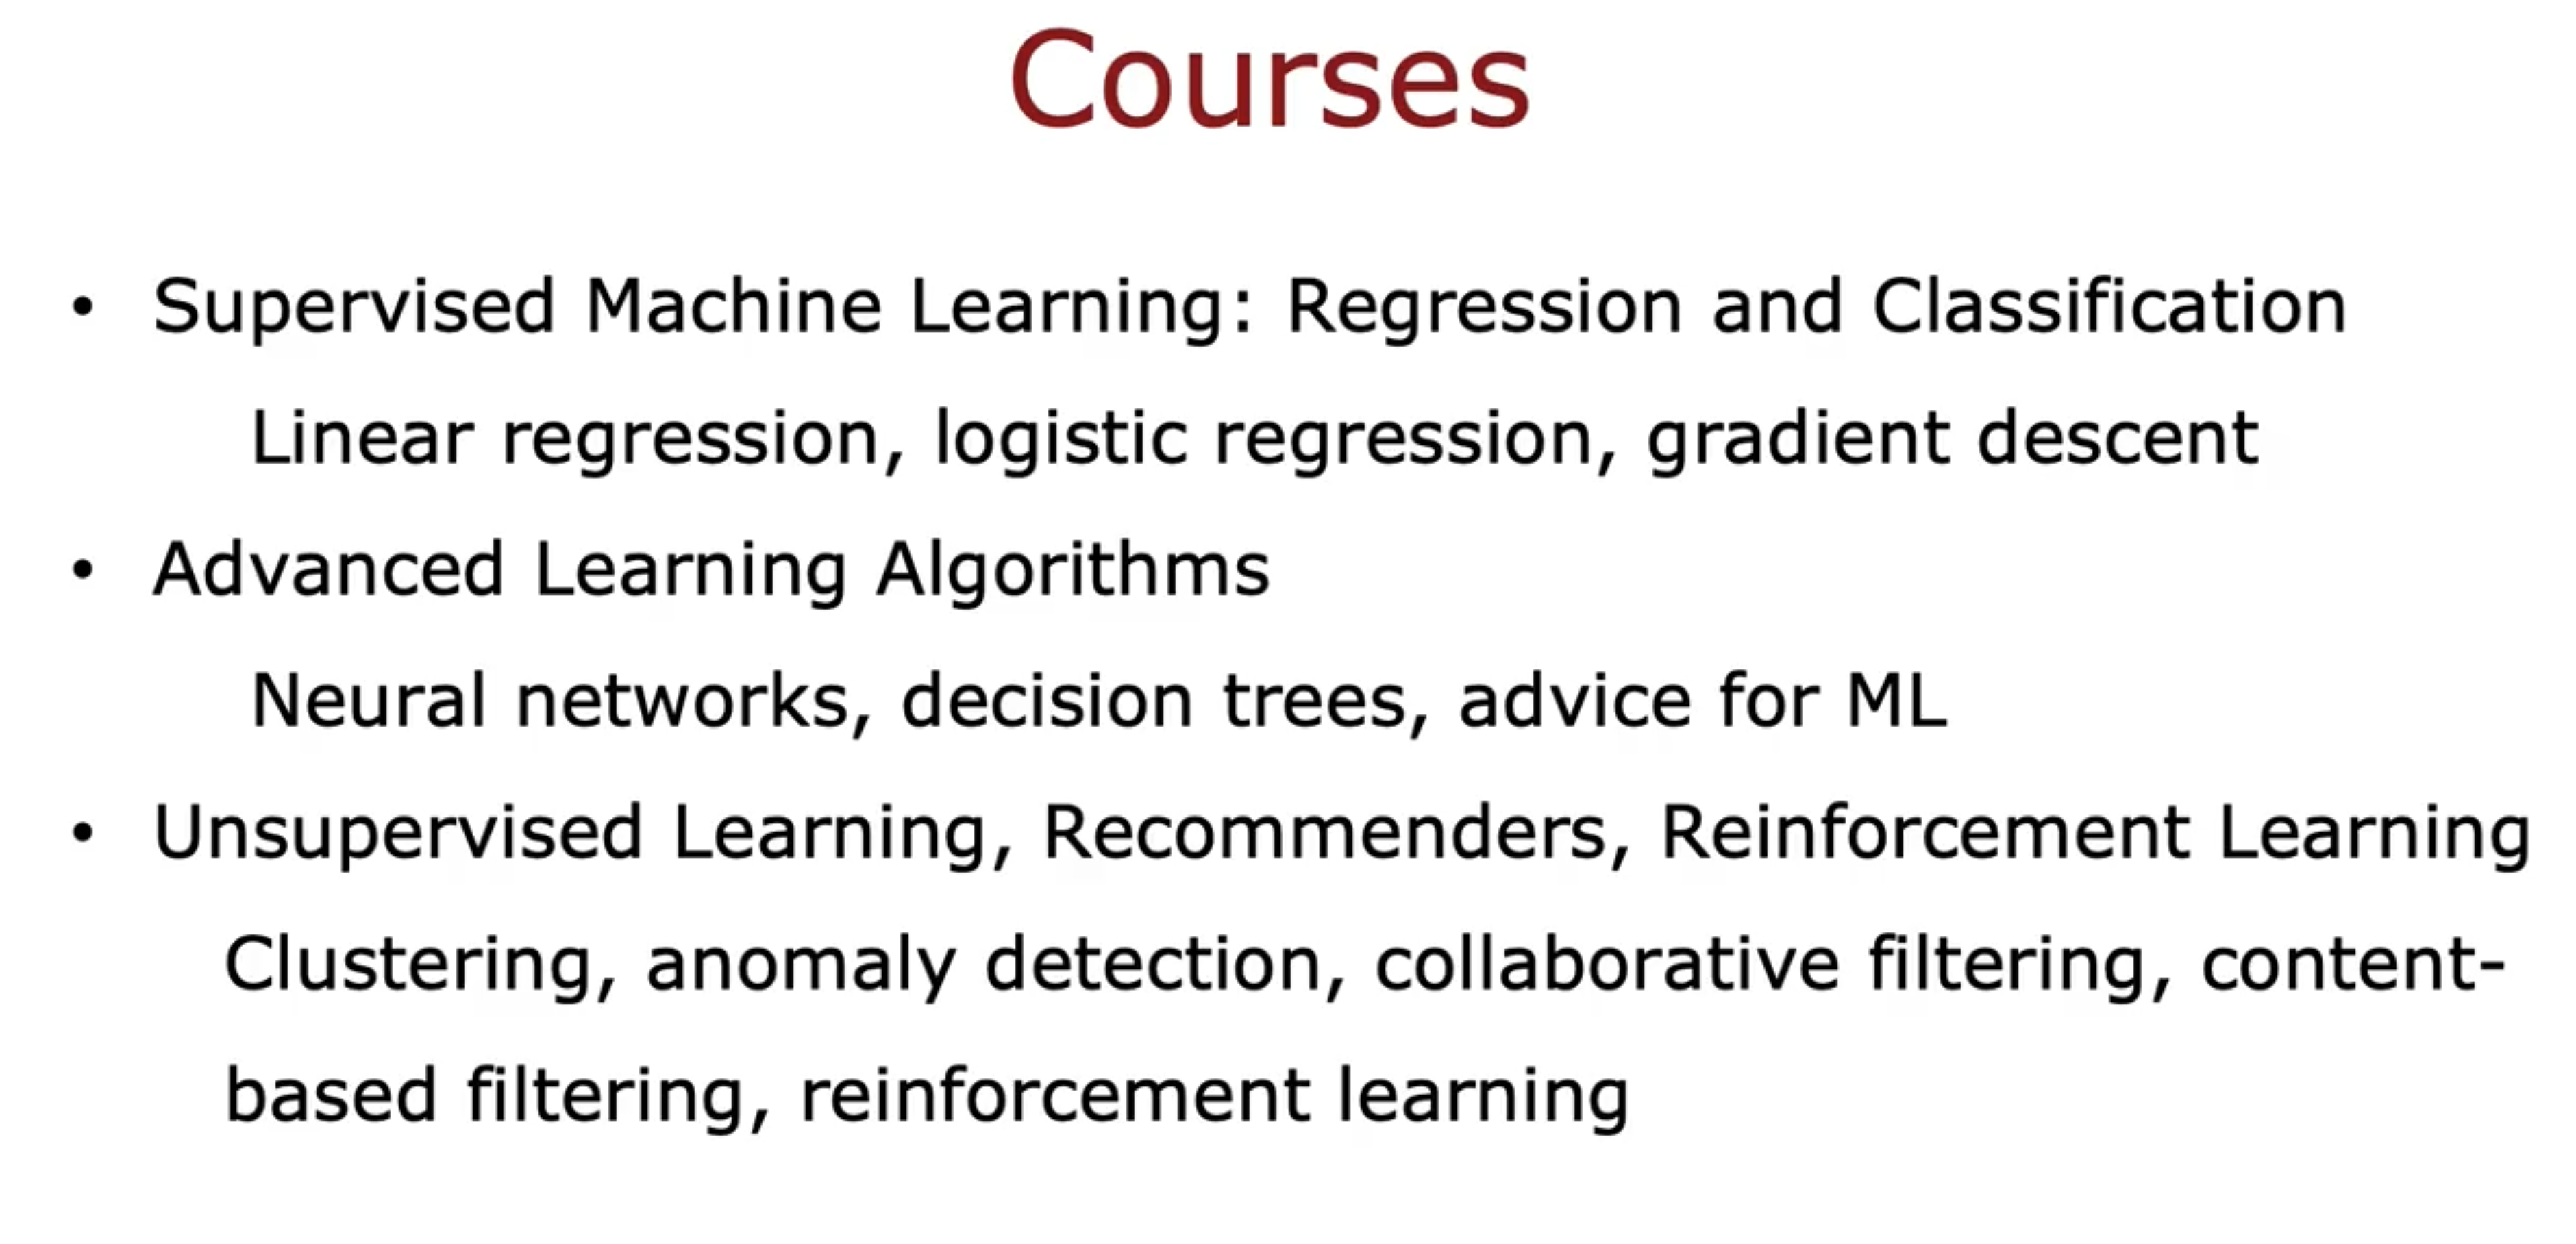 Courses
• Supervised Machine Learning: Regression and Classification
Linear regression, logistic regression, gradient descent
• Advanced Learning Algorithms
Neural networks, decision trees, advice for ML
• Unsupervised Learning, Recommenders, Reinforcement Learning
Clustering, anomaly detection, collaborative filtering, content-
based filtering, reinforcement learning